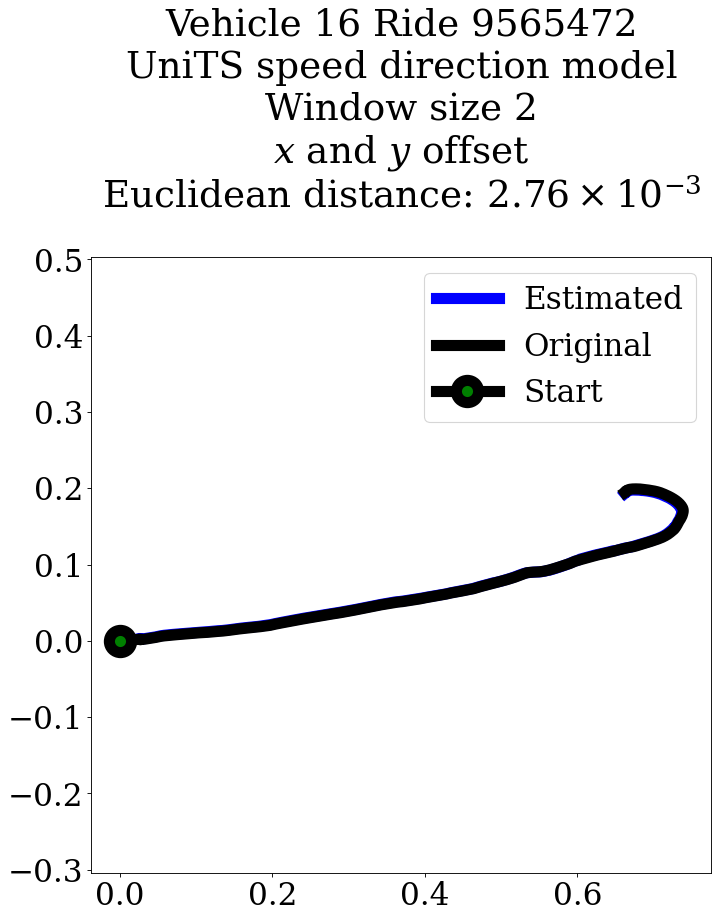 Vehicle 16 Ride 9565472
UniTS speed direction model
Window size 2
x and y offset
Euclidean distance: 2.76 × 10⁻³
Estimated
Original
Start
0.5
0.4
0.3
0.2
0.1
0.0
−0.1
−0.2
−0.3
0.0 0.2 0.4 0.6